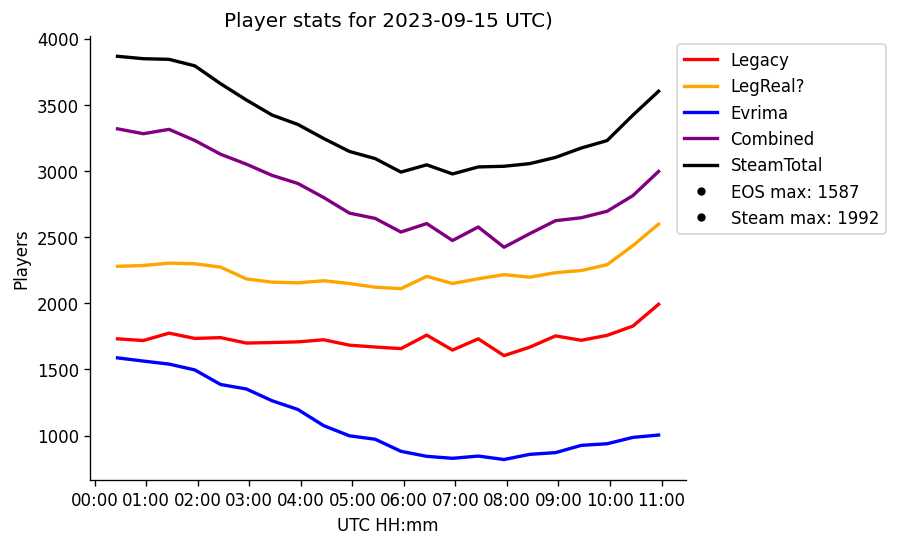 Player stats for 2023-09-15 UTC)
4000
3500
3000
2500
2000
1500
1000
Players
00:00 01:00 02:00 03:00 04:00 05:00 06:00 07:00 08:00 09:00 10:00 11:00
UTC HH:mm
Legacy
LegReal?
Evrima
Combined
SteamTotal
EOS max: 1587
Steam max: 1992